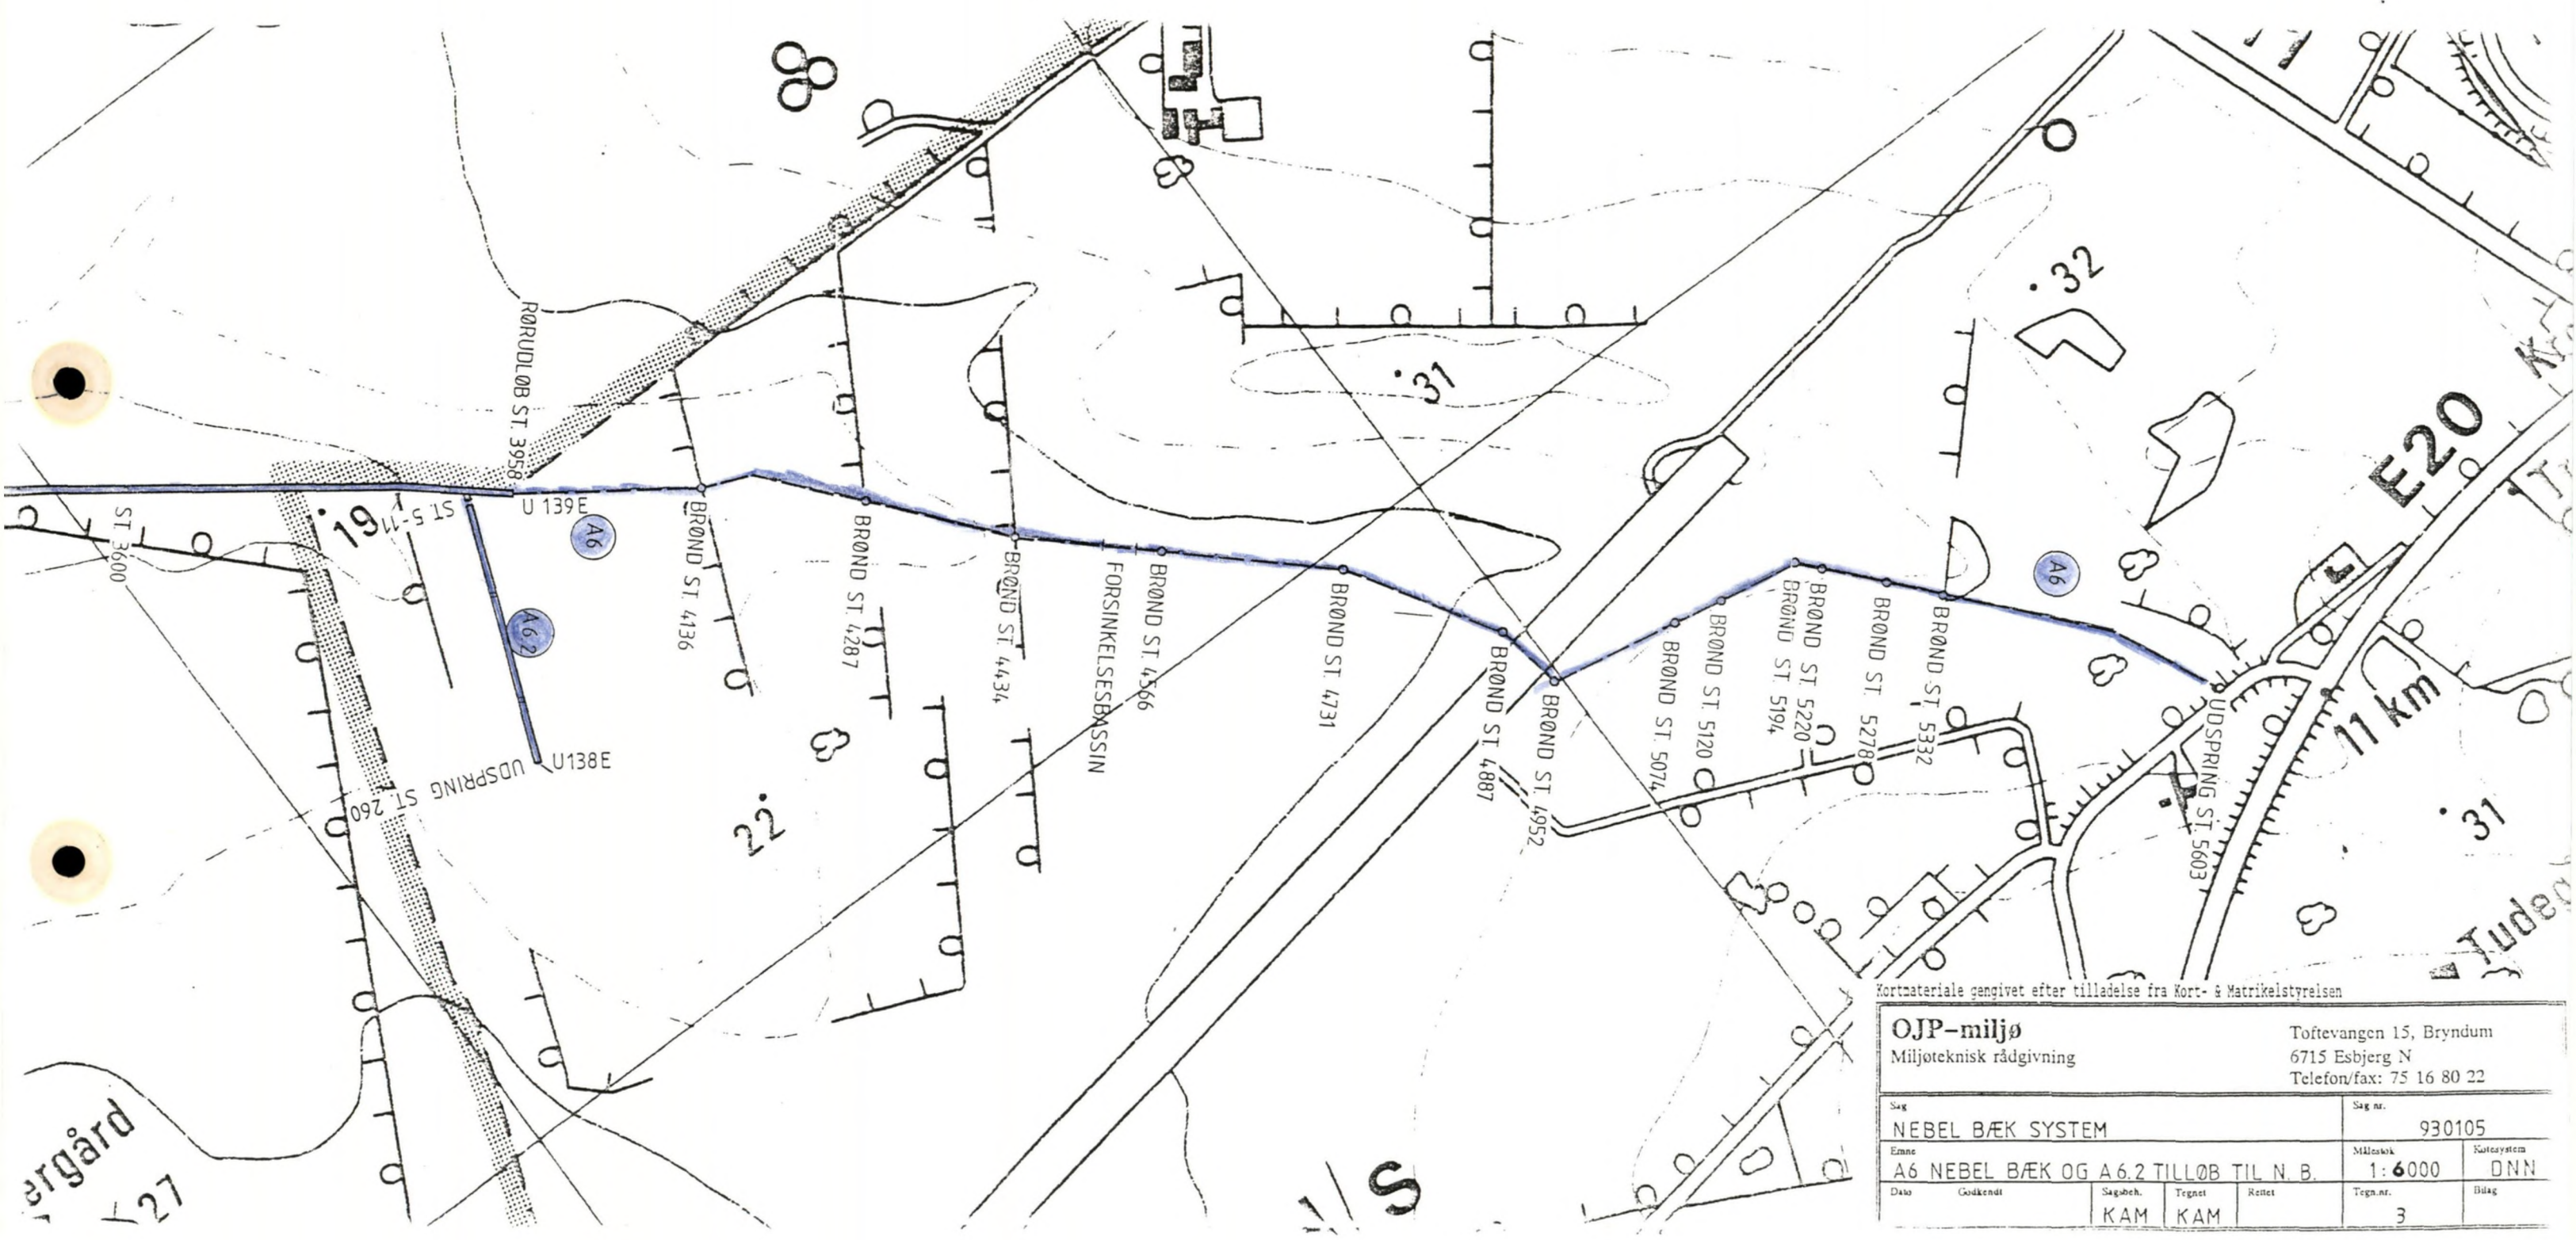 32
31
E20
RØRUDLØB ST. 3958
19
ST. 5-11
U 139E
A6
ST. 3600
A6.2
U138E
UDSPRING ST. 260
BRØND ST. 4136
BRØND ST. 4287
BRØND ST. 4434
FORSINKELSESBASSIN
BRØND ST. 4566
BRØND ST. 4731
BRØND ST. 4887
BRØND ST. 4952
BRØND ST. 5074
BRØND ST. 5120
BRØND ST. 5194
BRØND ST. 5220
BRØND ST. 5278
BRØND ST. 5332
A6
UDSPRING ST. 5603
11 km
31
22
ergård
27
S
Kortmateriale gengivet efter tilladelse fra Kort- & Matrikelstyrelsen
OJP-miljø
Miljøteknisk rådgivning
Toftevangen 15, Bryndum
6715 Esbjerg N
Telefon/fax: 75 16 80 22
Sag
NEBEL BÆK SYSTEM
Sag nr.
930105
Emne
A6 NEBEL BÆK OG A6.2 TILLØB TIL N. B.
Målestok
1:6000
Kotesystem
DNN
Dato
Godkendt
Sagsbeh.
KAM
Tegnet
KAM
Rettet
Tegn.nr.
3
Bilag